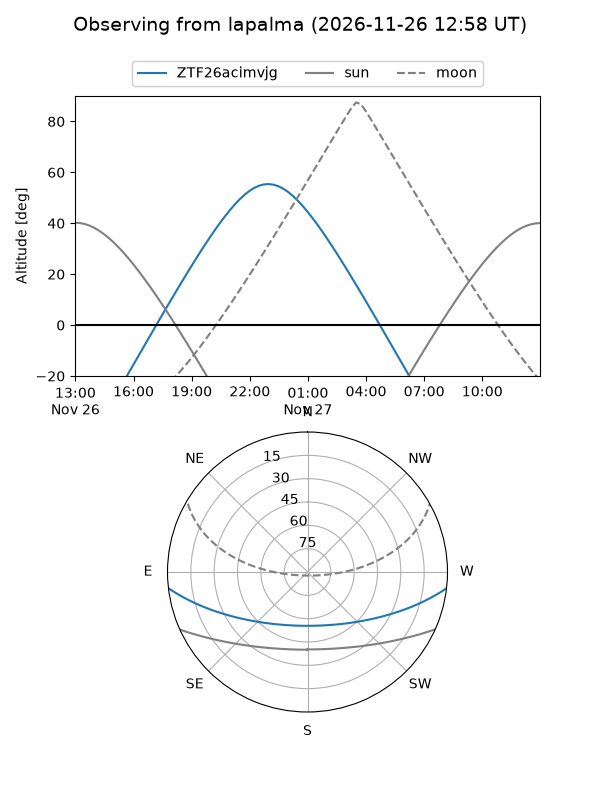 Observing from lapalma (2026-11-26 12:58 UT)
ZTF26acimvjg sun moon
Altitude [deg]
80
60
40
20
0
−20
13:00 16:00 19:00 22:00 01:00 04:00 07:00 10:00
Nov 26 Nov 27
N
NE NW
15
30
45
60
75
E W
SE SW
S